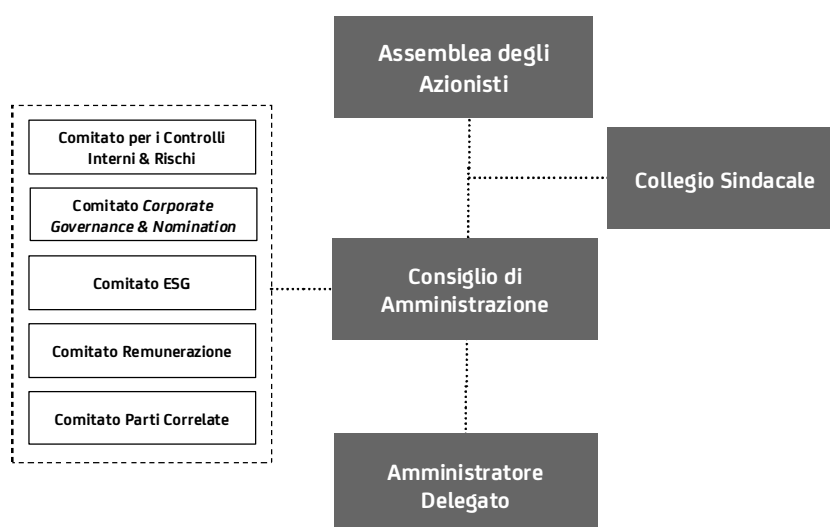 Assemblea degli
Azionisti
Comitato per i Controlli
Interni & Rischi
Collegio Sindacale
Comitato Corporate
Governance & Nomination
Comitato ESG
Consiglio di
Amministrazione
Comitato Remunerazione
Comitato Parti Correlate
Amministratore
Delegato